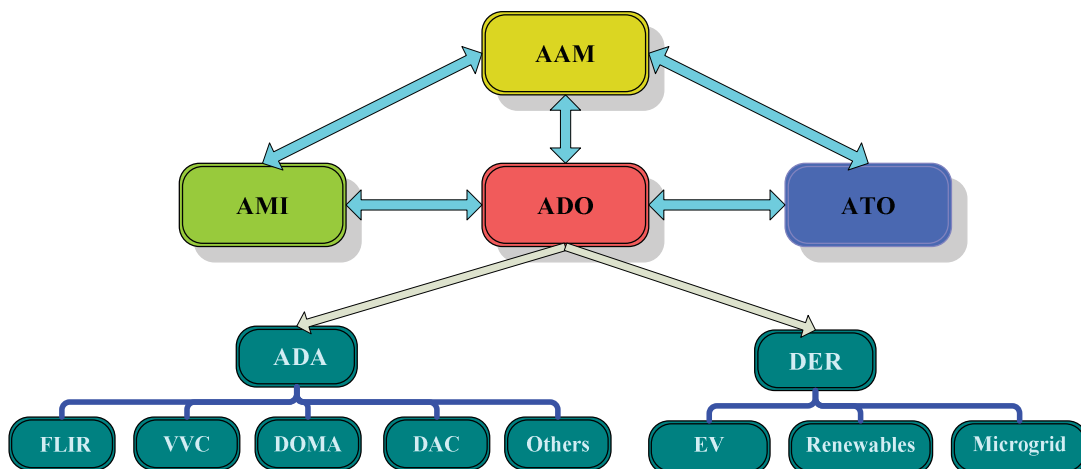 AAM
AMI
ADO
ATO
ADA
DER
FLIR
VVC
DOMA
DAC
Others
EV
Renewables
Microgrid